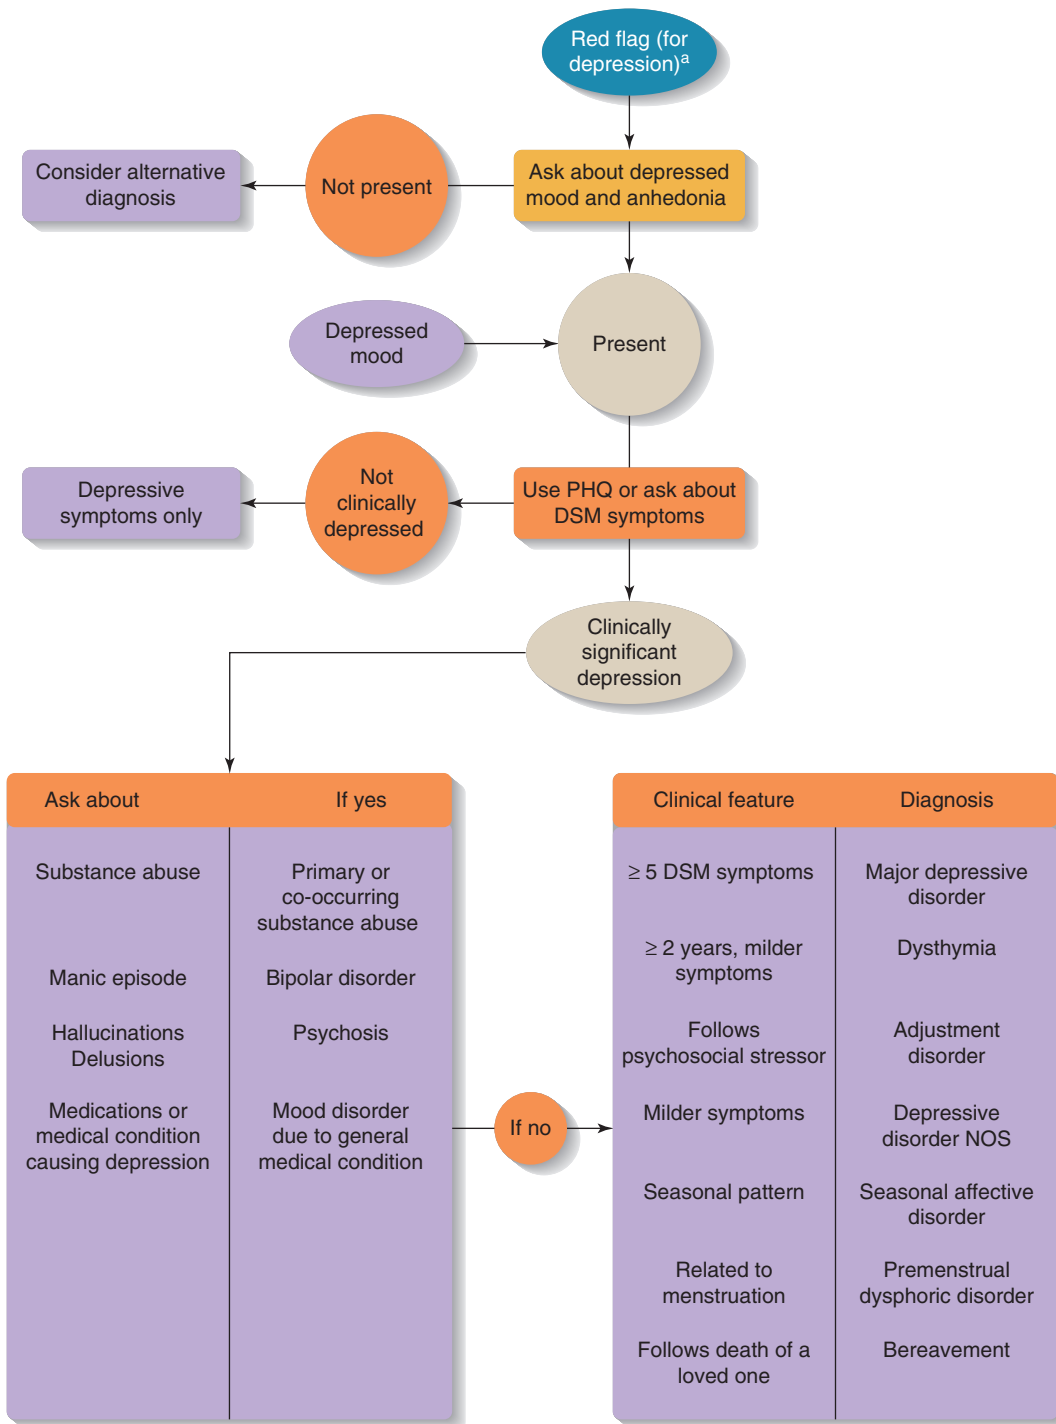 Red flag (for
depression)a
Ask about depressed
mood and anhedonia
Not present
Consider alternative
diagnosis
Depressed
mood
Present
Use PHQ or ask about
DSM symptoms
Not
clinically
depressed
Depressive
symptoms only
Clinically
significant
depression
Ask about
If yes
Substance abuse
Primary or
co-occurring
substance abuse
Manic episode
Bipolar disorder
Hallucinations
Delusions
Psychosis
Medications or
medical condition
causing depression
Mood disorder
due to general
medical condition
If no
Clinical feature
Diagnosis
≥ 5 DSM symptoms
Major depressive
disorder
≥ 2 years, milder
symptoms
Dysthymia
Follows
psychosocial stressor
Adjustment
disorder
Milder symptoms
Depressive
disorder NOS
Seasonal pattern
Seasonal affective
disorder
Related to
menstruation
Premenstrual
dysphoric disorder
Follows death of a
loved one
Bereavement